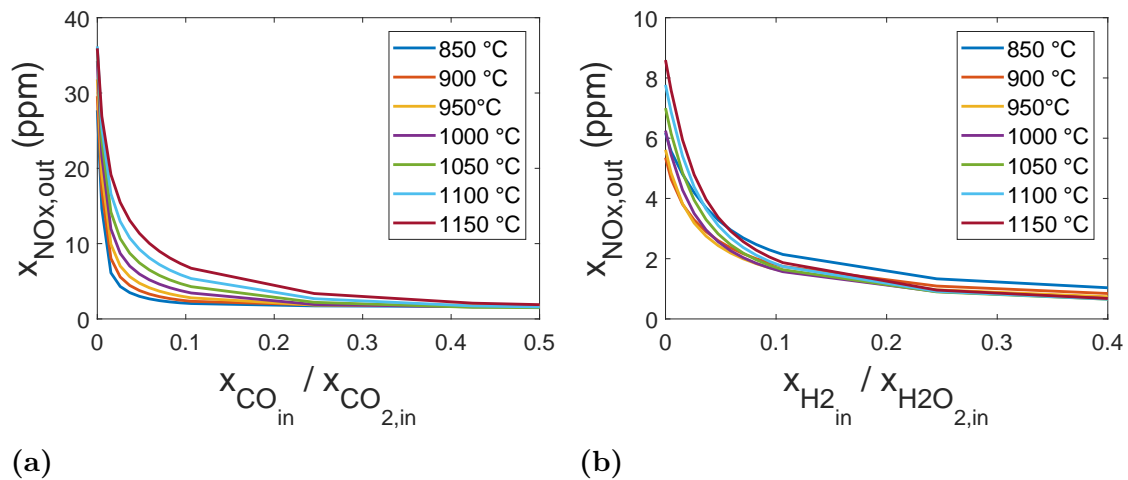 40
30
20
10
0
x_NOx,out (ppm)
0 0.1 0.2 0.3 0.4 0.5
x_CO_in / x_CO_2,in
850 °C
900 °C
950°C
1000 °C
1050 °C
1100 °C
1150 °C
(a)
10
8
6
4
2
0
x_NOx,out (ppm)
0 0.1 0.2 0.3 0.4
x_H2_in / x_H2O_2,in
850 °C
900 °C
950°C
1000 °C
1050 °C
1100 °C
1150 °C
(b)